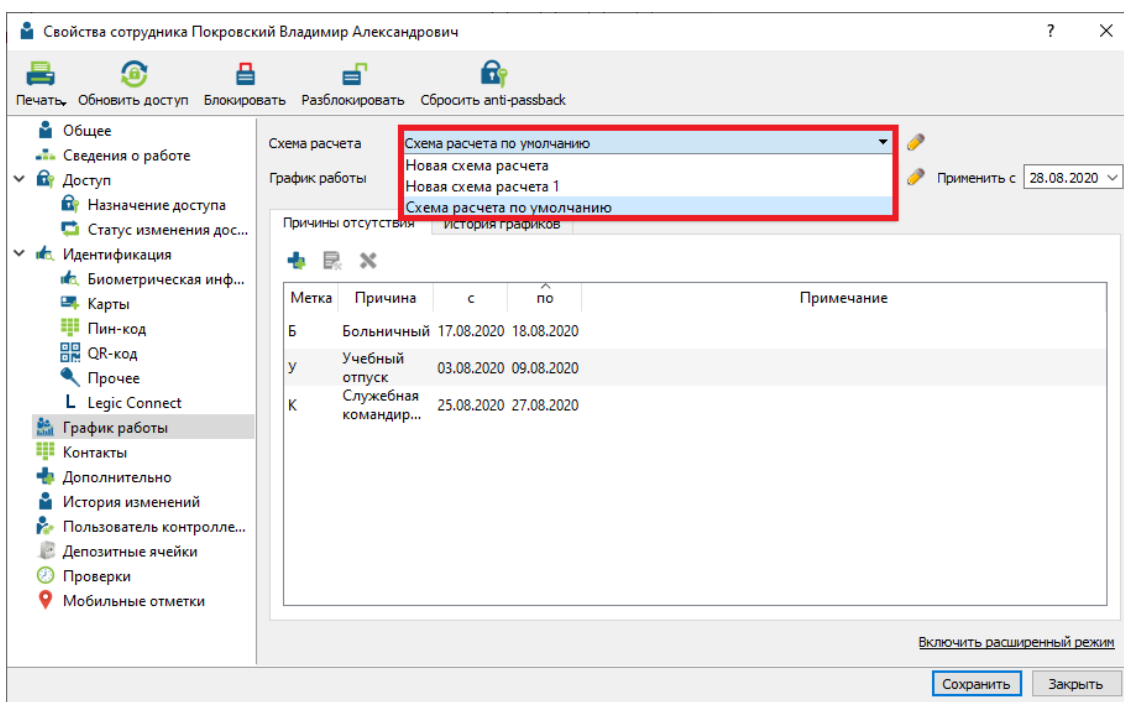 Свойства сотрудника Покровский Владимир Александрович
Печать Обновить доступ Блокировать Разблокировать Сбросить anti-passback
Общее
Сведения о работе
Доступ
Назначение доступа
Статус изменения дос...
Идентификация
Биометрическая инф...
Карты
Пин-код
QR-код
Прочее
Legic Connect
График работы
Контакты
Дополнительно
История изменений
Пользователь контролле...
Депозитные ячейки
Проверки
Мобильные отметки
Схема расчета Схема расчета по умолчанию
Новая схема расчета
Новая схема расчета 1
Схема расчета по умолчанию
График работы Применить с 28.08.2020
Причины отсутствия История графиков
Метка Причина с по Примечание
Б Больничный 17.08.2020 18.08.2020
У Учебный отпуск 03.08.2020 09.08.2020
К Служебная командир... 25.08.2020 27.08.2020
Включить расширенный режим
Сохранить Закрыть